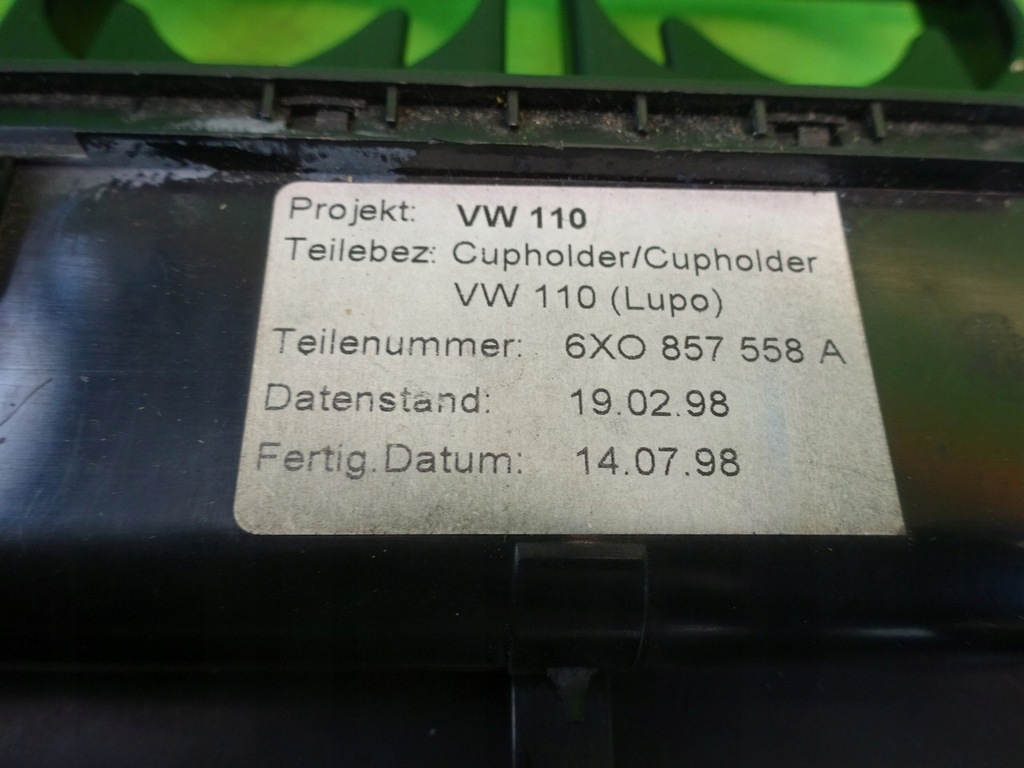 Projekt: VW 110
Teilebez: Cupholder/Cupholder
VW 110 (Lupo)
Teilenummer: 6XO 857 558 A
Datenstand: 19.02.98
Fertig.Datum: 14.07.98